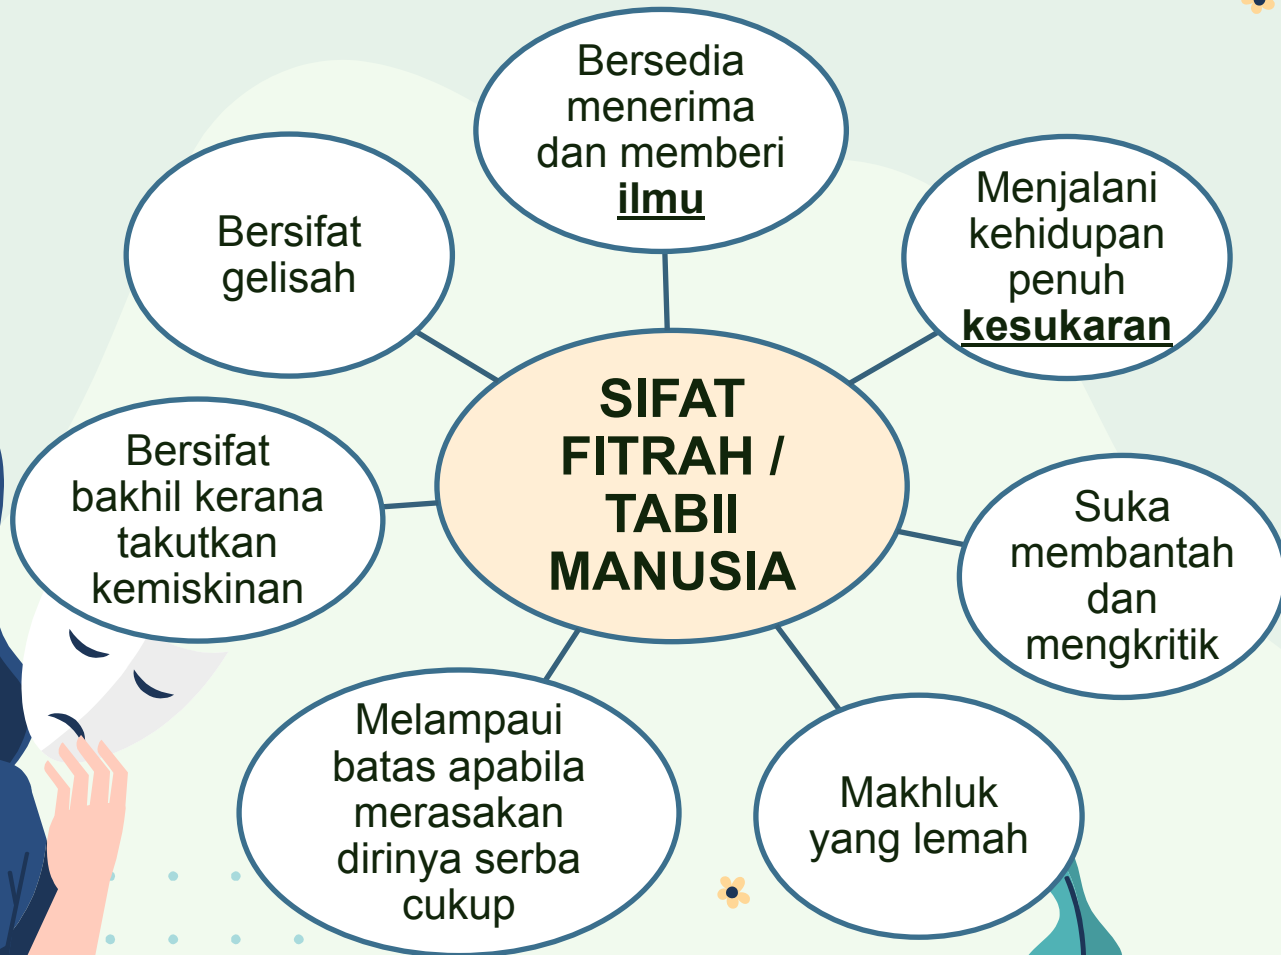 Bersedia
menerima
dan memberi
ilmu
Menjalani
kehidupan
penuh
kesukaran
Suka
membantah
dan
mengkritik
Makhluk
yang lemah
Melampaui
batas apabila
merasakan
dirinya serba
cukup
Bersifat
bakhil kerana
takutkan
kemiskinan
Bersifat
gelisah
SIFAT
FITRAH /
TABII
MANUSIA